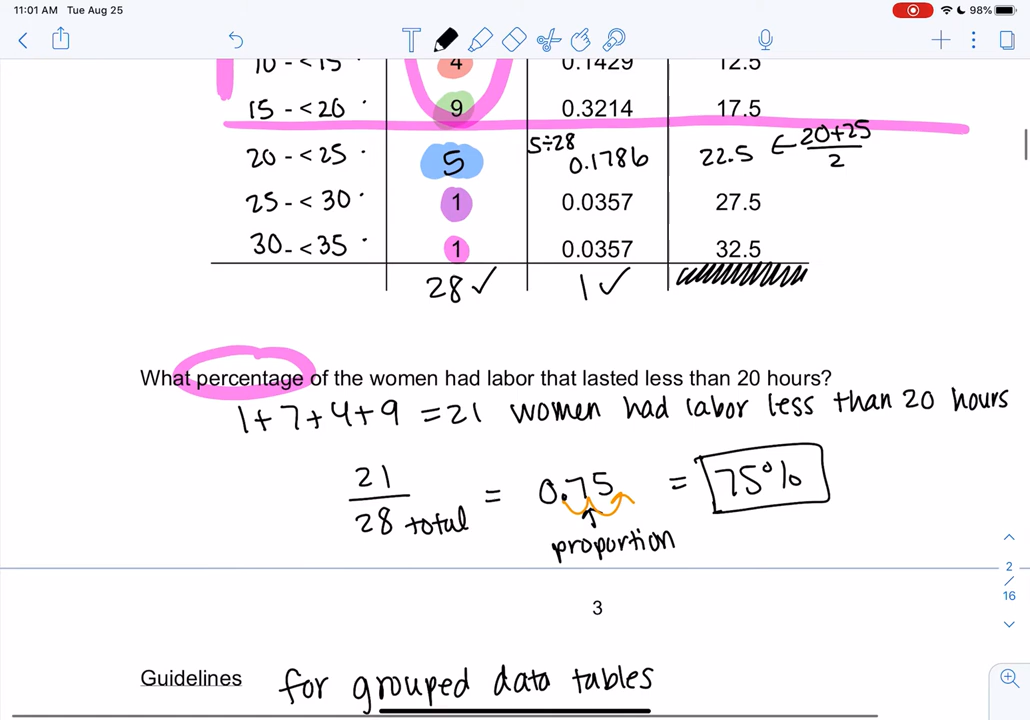 11:01 AM Tue Aug 25 98%
T
10 - <15 4 0.1429 12.5
15 - <20 9 0.3214 17.5
20 - <25 5 5÷28 0.1786 22.5 ← 20+25/2
25 - < 30 1 0.0357 27.5
30 - < 35 1 0.0357 32.5
28 ✓ 1 ✓
What percentage of the women had labor that lasted less than 20 hours?
1+7+4+9 = 21 women had labor less than 20 hours
21/28 total = 0.75 = 75%
proportion
2
/
16
3
Guidelines for grouped data tables